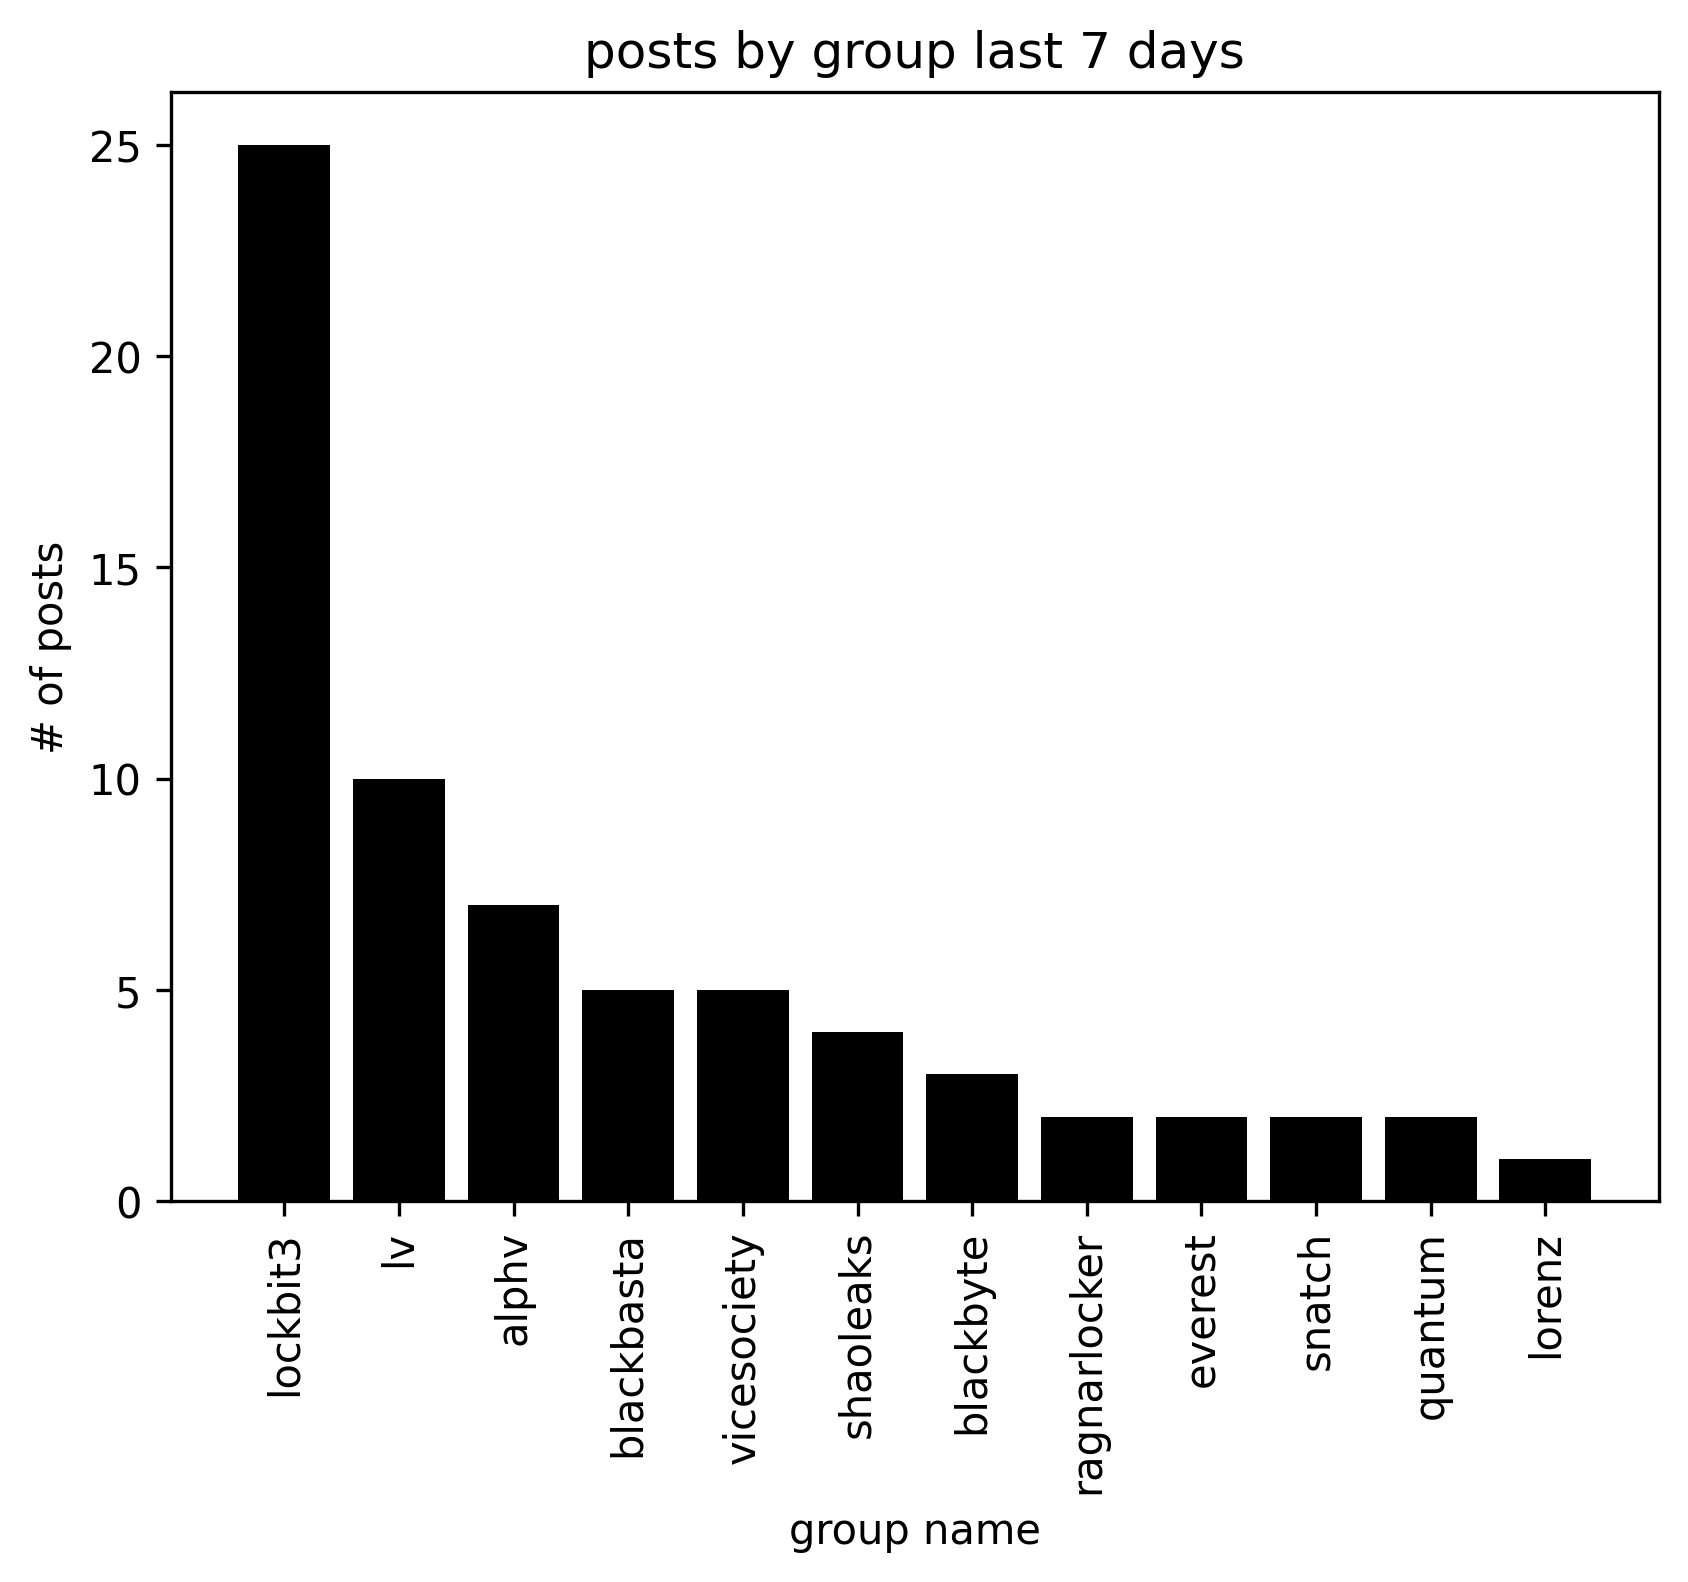 posts by group last 7 days
# of posts
25
20
15
10
5
0
lockbit3
lv
alphv
blackbasta
vicesociety
shaoleaks
blackbyte
ragnarlocker
everest
snatch
quantum
lorenz
group name